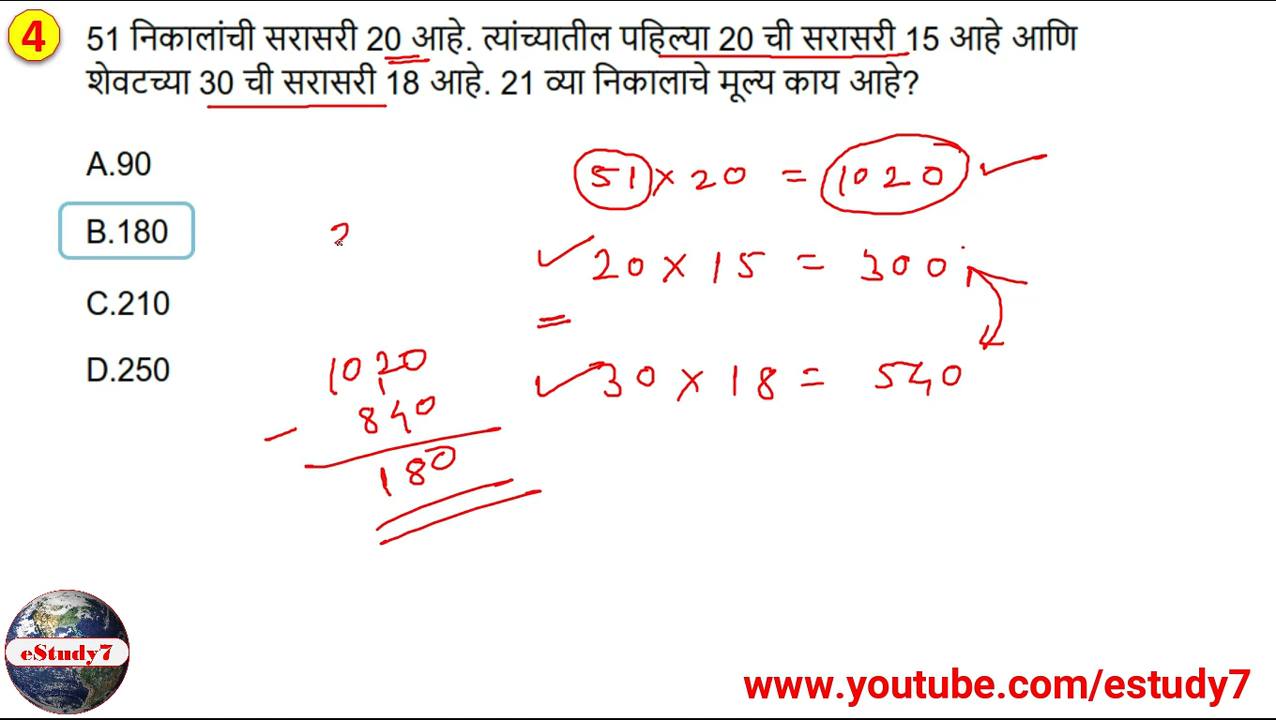 4
51 निकालांची सरासरी 20 आहे. त्यांच्यातील पहिल्या 20 ची सरासरी 15 आहे आणि
शेवटच्या 30 ची सरासरी 18 आहे. 21 व्या निकालाचे मूल्य काय आहे?
A.90
B.180
C.210
D.250
51 × 20 = 1020
20 × 15 = 300
=
30 × 18 = 540
1020
- 840
180
eStudy7
www.youtube.com/estudy7